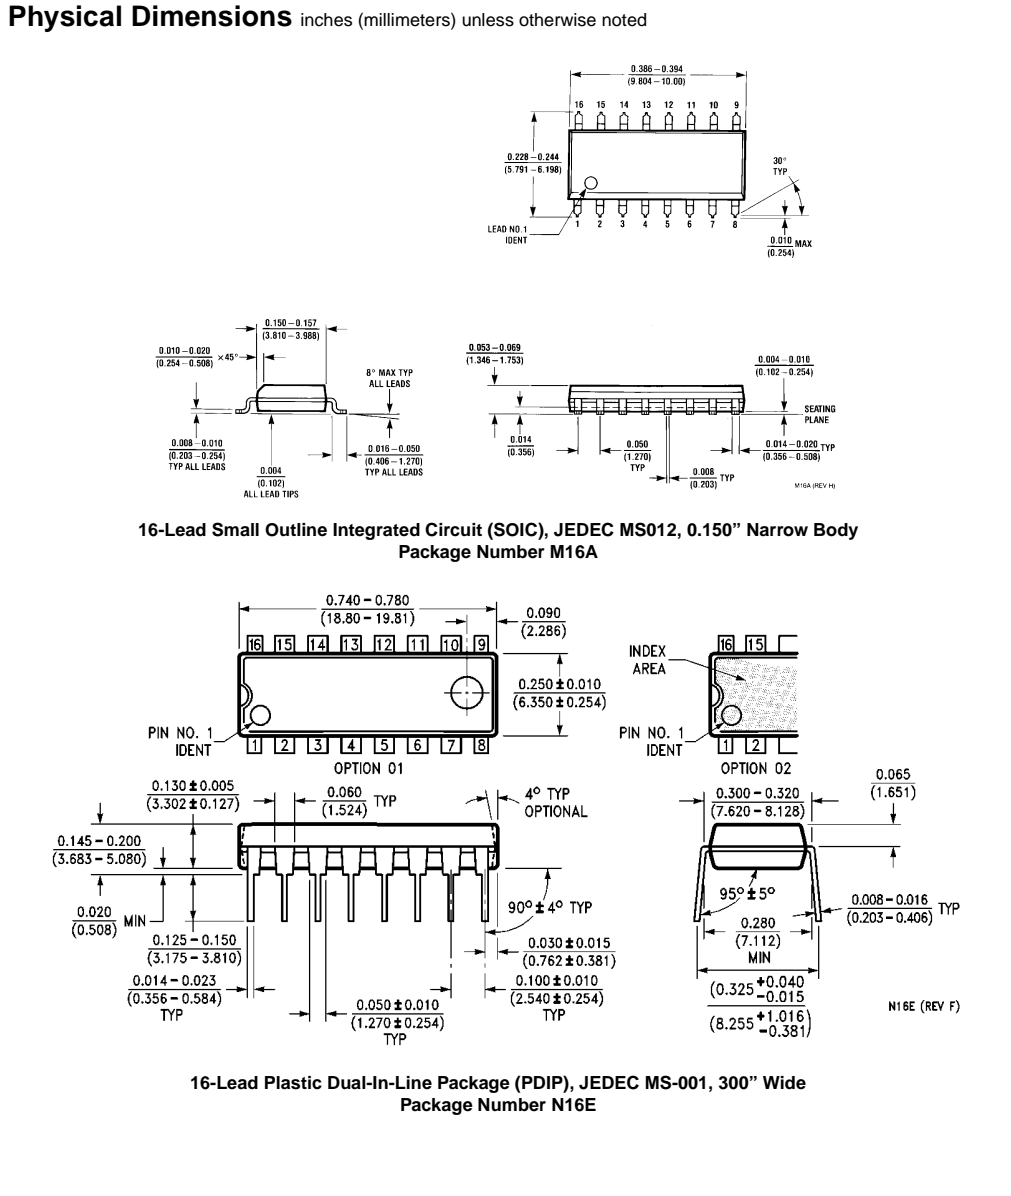 Physical Dimensions inches (millimeters) unless otherwise noted
0.386 – 0.394
(9.804 – 10.00)
16 15 14 13 12 11 10 9
0.228 – 0.244
(5.791 – 6.198)
30°
TYP
LEAD NO.1
IDENT
1 2 3 4 5 6 7 8
0.010 MAX
(0.254)
0.150 – 0.157
(3.810 – 3.988)
0.010 – 0.020
(0.254 – 0.508)
×45°
8° MAX TYP
ALL LEADS
0.008 – 0.010
(0.203 – 0.254)
TYP ALL LEADS
0.004
(0.102)
ALL LEAD TIPS
0.016 – 0.050
(0.406 – 1.270)
TYP ALL LEADS
0.053 – 0.069
(1.346 – 1.753)
0.004 – 0.010
(0.102 – 0.254)
SEATING
PLANE
0.014
(0.356)
0.050
(1.270)
TYP
0.008
(0.203)
TYP
0.014 – 0.020 TYP
(0.356 – 0.508)
M16A (REV H)
16-Lead Small Outline Integrated Circuit (SOIC), JEDEC MS012, 0.150” Narrow Body
Package Number M16A
0.740 – 0.780
(18.80 – 19.81)
0.090
(2.286)
16 15 14 13 12 11 10 9
0.250 ± 0.010
(6.350 ± 0.254)
PIN NO. 1
IDENT
1 2 3 4 5 6 7 8
OPTION 01
INDEX
AREA
16 15
PIN NO. 1
IDENT
1 2
OPTION 02
0.130 ± 0.005
(3.302 ± 0.127)
0.060
(1.524)
TYP
4° TYP
OPTIONAL
0.300 – 0.320
(7.620 – 8.128)
0.065
(1.651)
0.145 – 0.200
(3.683 – 5.080)
0.020
(0.508)
MIN
0.125 – 0.150
(3.175 – 3.810)
0.014 – 0.023
(0.356 – 0.584)
TYP
0.050 ± 0.010
(1.270 ± 0.254)
TYP
90° ± 4° TYP
0.030 ± 0.015
(0.762 ± 0.381)
0.100 ± 0.010
(2.540 ± 0.254)
TYP
95° ± 5°
0.280
(7.112)
MIN
0.008 – 0.016
(0.203 – 0.406)
TYP
(0.325 +0.040
–0.015
(8.255 +1.016
–0.381)
N16E (REV F)
16-Lead Plastic Dual-In-Line Package (PDIP), JEDEC MS-001, 300” Wide
Package Number N16E